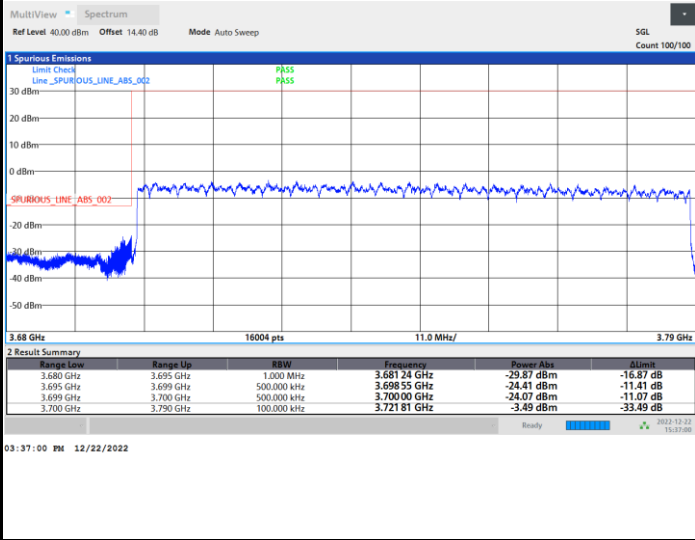 MultiView Spectrum
Ref Level 40.00 dBm Offset 14.40 dB Mode Auto Sweep SGL
Count 100/100
1 Spurious Emissions
Limit Check PASS
Line _SPURIOUS_LINE_ABS_002 PASS
30 dBm
20 dBm
10 dBm
0 dBm
_SPURIOUS_LINE_ABS_002
-20 dBm
-30 dBm
-40 dBm
-50 dBm
3.68 GHz 16004 pts 11.0 MHz/ 3.79 GHz
2 Result Summary
Range Low Range Up RBW Frequency Power Abs ΔLimit
3.680 GHz 3.695 GHz 1.000 MHz 3.681 24 GHz -29.87 dBm -16.87 dB
3.695 GHz 3.699 GHz 500.000 kHz 3.698 55 GHz -24.41 dBm -11.41 dB
3.699 GHz 3.700 GHz 500.000 kHz 3.700 00 GHz -24.07 dBm -11.07 dB
3.700 GHz 3.790 GHz 100.000 kHz 3.721 81 GHz -3.49 dBm -33.49 dB
Ready 2022-12-22
15:37:00
03:37:00 PM 12/22/2022